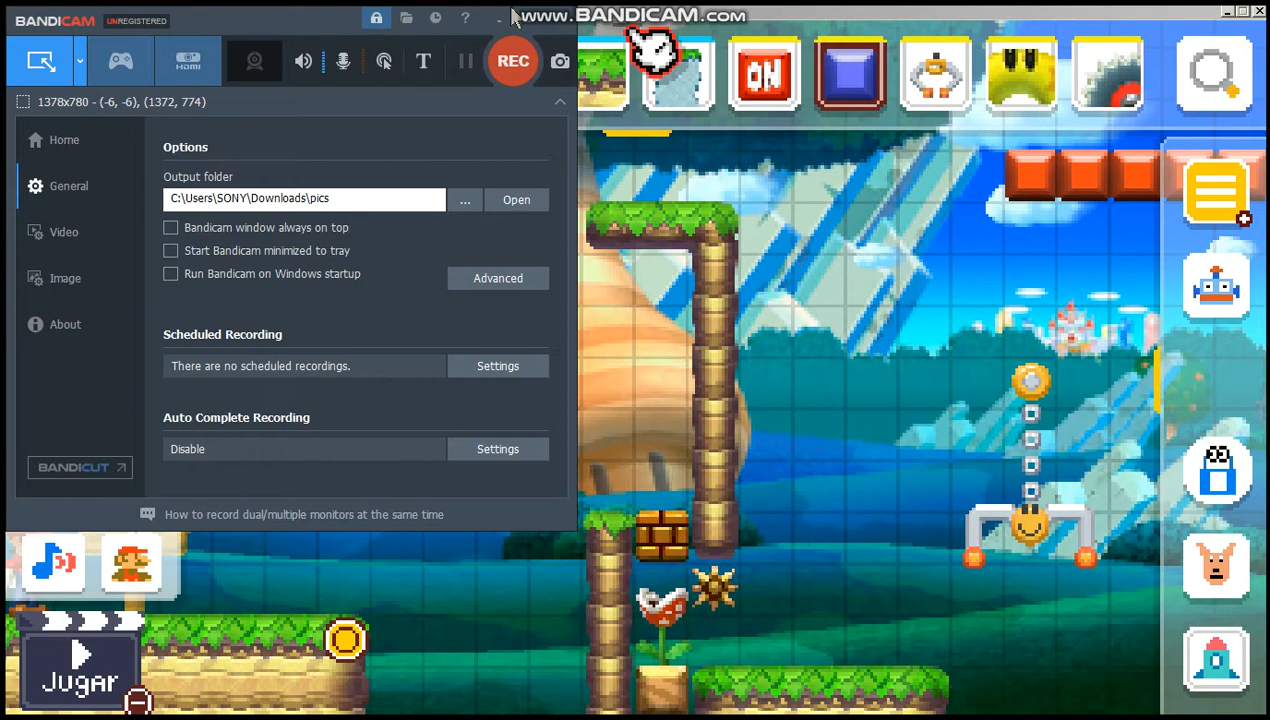 BANDICAM UNREGISTERED
www.BANDICAM.com
HDMI
T
REC
1378x780 - (-6, -6), (1372, 774)
Home
General
Video
Image
About
BANDICUT
Options
Output folder
C:\Users\SONY\Downloads\pics
...
Open
Bandicam window always on top
Start Bandicam minimized to tray
Run Bandicam on Windows startup
Advanced
Scheduled Recording
There are no scheduled recordings.
Settings
Auto Complete Recording
Disable
Settings
How to record dual/multiple monitors at the same time
ON
Jugar